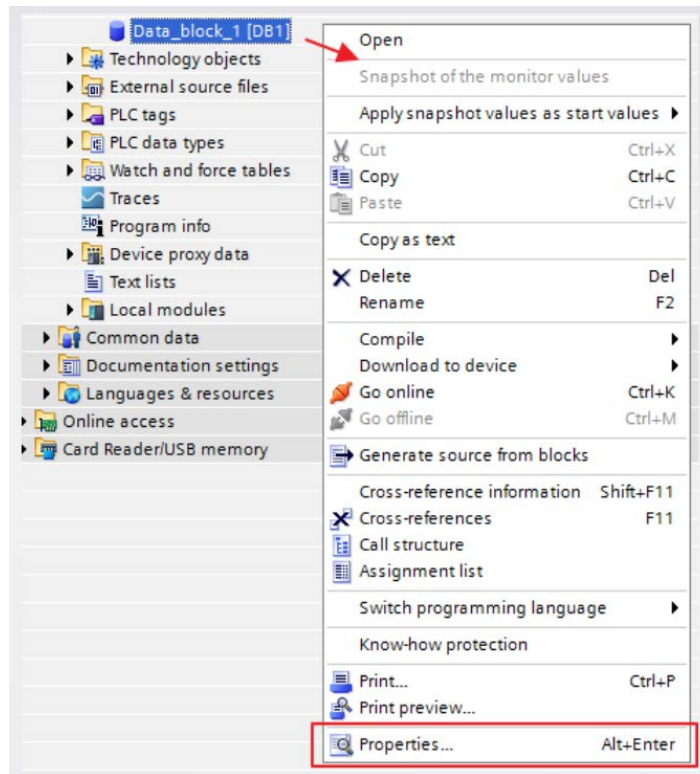 Data_block_1 [DB1]
Technology objects
External source files
PLC tags
PLC data types
Watch and force tables
Traces
Program info
Device proxy data
Text lists
Local modules
Common data
Documentation settings
Languages & resources
Online access
Card Reader/USB memory
Open
Snapshot of the monitor values
Apply snapshot values as start values
Cut Ctrl+X
Copy Ctrl+C
Paste Ctrl+V
Copy as text
Delete Del
Rename F2
Compile
Download to device
Go online Ctrl+K
Go offline Ctrl+M
Generate source from blocks
Cross-reference information Shift+F11
Cross-references F11
Call structure
Assignment list
Switch programming language
Know-how protection
Print... Ctrl+P
Print preview...
Properties... Alt+Enter